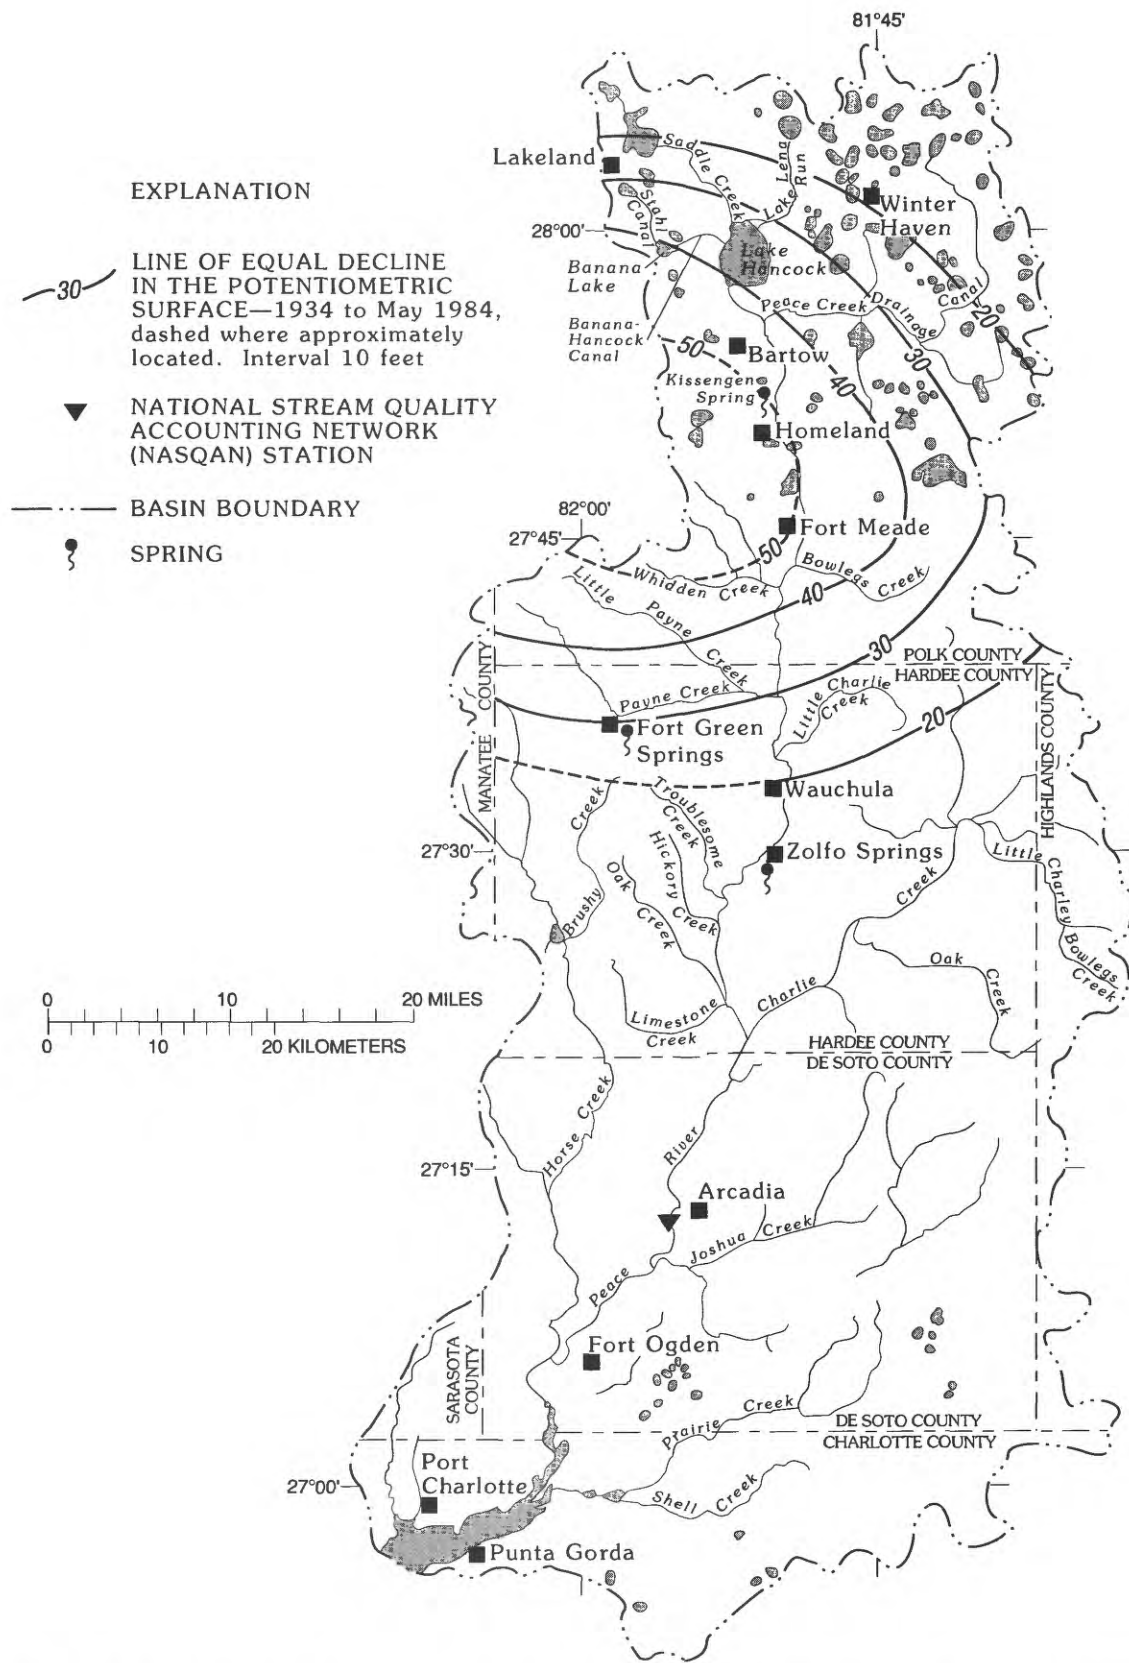 81°45'
EXPLANATION
30
LINE OF EQUAL DECLINE
IN THE POTENTIOMETRIC
SURFACE—1934 to May 1984,
dashed where approximately
located. Interval 10 feet
NATIONAL STREAM QUALITY
ACCOUNTING NETWORK
(NASQAN) STATION
BASIN BOUNDARY
SPRING
Lakeland
Saddle Creek
Lena
Run
Lake
Stahl
Canal
Winter
Haven
28°00'
Lake
Hancock
Banana
Lake
Banana-
Hancock
Canal
Peace Creek Drainage Canal
20
30
40
50
Bartow
Kissengen
Spring
Homeland
82°00'
27°45'
Fort Meade
50
Whidden Creek
Bowlegs Creek
Little Payne Creek
40
30
POLK COUNTY
HARDEE COUNTY
MANATEE COUNTY
HIGHLANDS COUNTY
Payne Creek
Little Charlie
Creek
20
Fort Green
Springs
Wauchula
Troublesome
Creek
Brushy Creek
Hickory Creek
Oak
Creek
27°30'
Zolfo Springs
Little Charley Bowlegs
Creek
Charlie Creek
Oak Creek
0 10 20 MILES
0 10 20 KILOMETERS
Limestone
Creek
HARDEE COUNTY
DE SOTO COUNTY
Horse Creek
27°15'
Peace River
Arcadia
Joshua Creek
Fort Ogden
SARASOTA
COUNTY
Prairie Creek
DE SOTO COUNTY
CHARLOTTE COUNTY
Port
Charlotte
27°00'
Shell Creek
Punta Gorda